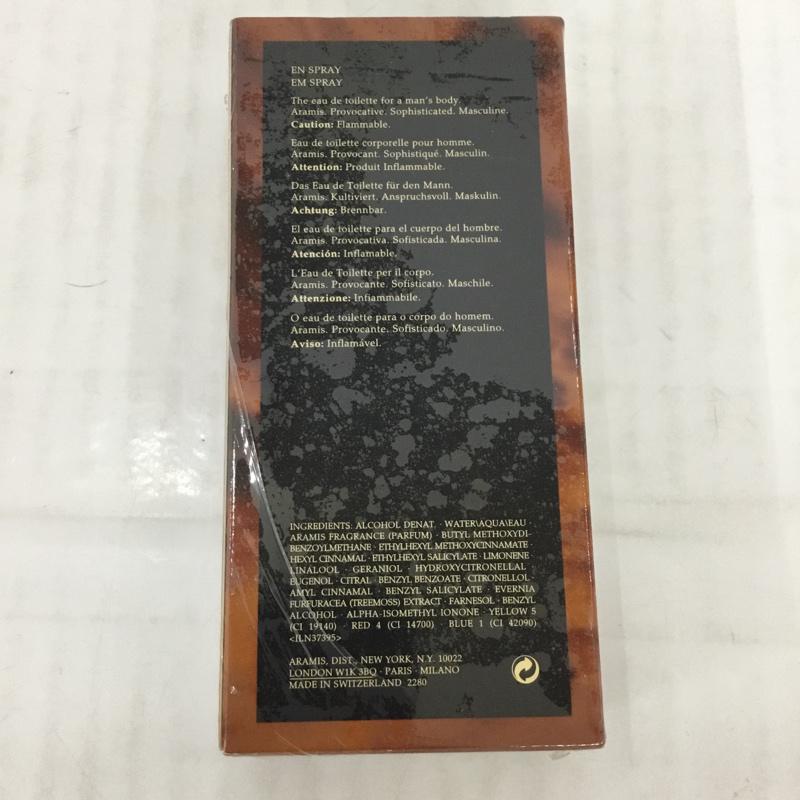 EN SPRAY
EM SPRAY
The eau de toilette for a man's body.
Aramis. Provocative. Sophisticated. Masculine.
Caution: Flammable.
Eau de toilette corporelle pour homme.
Aramis. Provocant. Sophistiqué. Masculin.
Attention: Produit Inflammable.
Das Eau de Toilette für den Mann.
Aramis. Kultiviert. Anspruchsvoll. Maskulin.
Achtung: Brennbar.
El eau de toilette para el cuerpo del hombre.
Aramis. Provocativa. Sofisticada. Masculina.
Atención: Inflamable.
L'Eau de Toilette per il corpo.
Aramis. Provocante. Sofisticato. Maschile.
Attenzione: Infiammabile.
O eau de toilette para o corpo do homem.
Aramis. Provocante. Sofisticado. Masculino.
Aviso: Inflamável.
INGREDIENTS: ALCOHOL DENAT. · WATER\AQUA\EAU ·
ARAMIS FRAGRANCE (PARFUM) · BUTYL METHOXYDI-
BENZOYLMETHANE · ETHYLHEXYL METHOXYCINNAMATE ·
HEXYL CINNAMAL · ETHYLHEXYL SALICYLATE · LIMONENE ·
LINALOOL · GERANIOL · HYDROXYCITRONELLAL ·
EUGENOL · CITRAL · BENZYL BENZOATE · CITRONELLOL ·
AMYL CINNAMAL · BENZYL SALICYLATE · EVERNIA
FURFURACEA (TREEMOSS) EXTRACT · FARNESOL · BENZYL
ALCOHOL · ALPHA-ISOMETHYL IONONE · YELLOW 5
(CI 19140) · RED 4 (CI 14700) · BLUE 1 (CI 42090)
<ILN37395>
ARAMIS, DIST., NEW YORK, N.Y. 10022
LONDON W1K 3BQ · PARIS · MILANO
MADE IN SWITZERLAND 2280